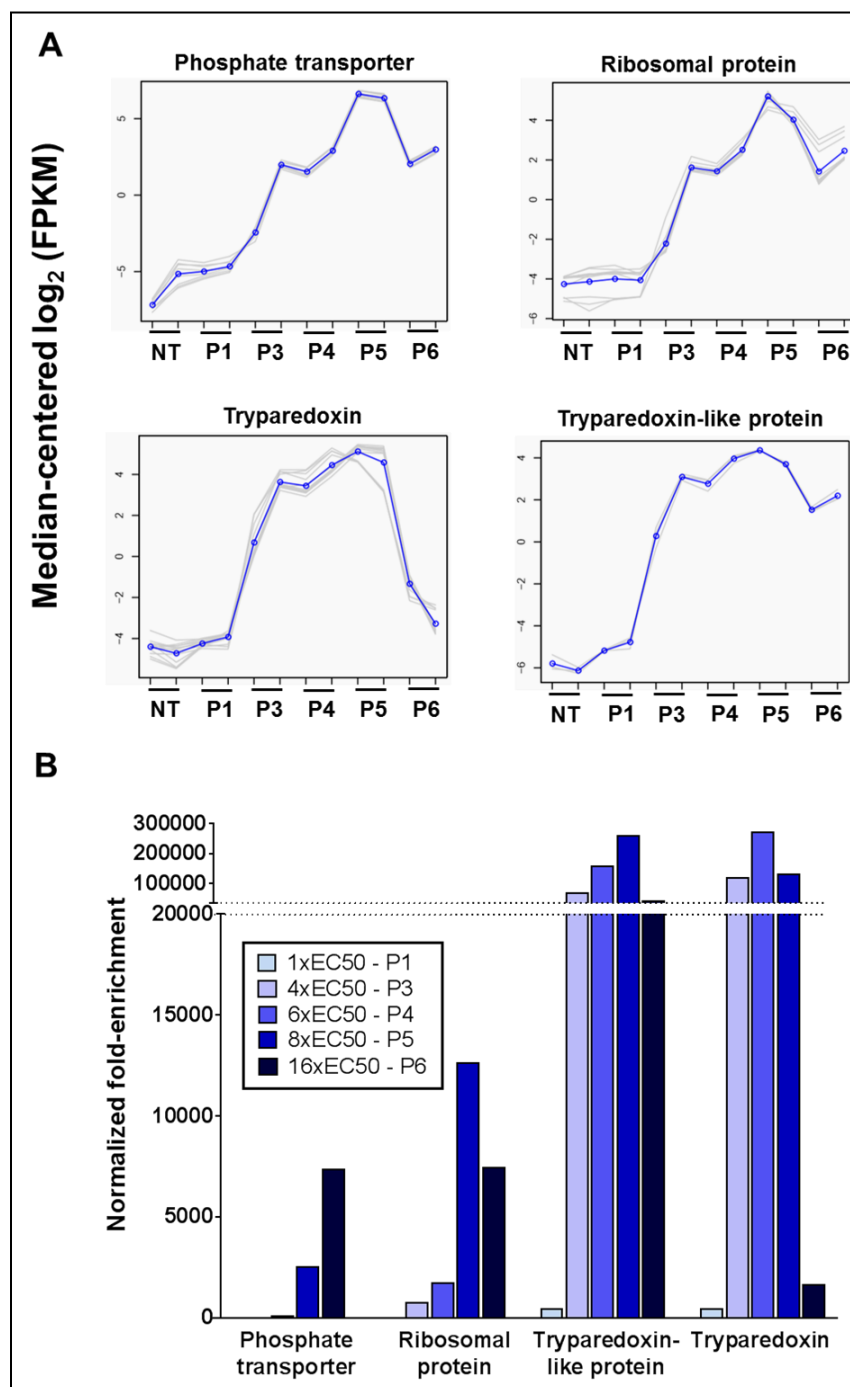 A
Phosphate transporter
Ribosomal protein
Median-centered log2 (FPKM)
5
0
-5
NT P1 P3 P4 P5 P6
4
2
0
-2
-4
-6
NT P1 P3 P4 P5 P6
Tryparedoxin
Tryparedoxin-like protein
4
2
0
-2
-4
NT P1 P3 P4 P5 P6
4
2
0
-2
-4
-6
NT P1 P3 P4 P5 P6
B
Normalized fold-enrichment
300000
200000
100000
20000
15000
10000
5000
0
1xEC50 - P1
4xEC50 - P3
6xEC50 - P4
8xEC50 - P5
16xEC50 - P6
Phosphate
transporter
Ribosomal
protein
Tryparedoxin-
like protein
Tryparedoxin